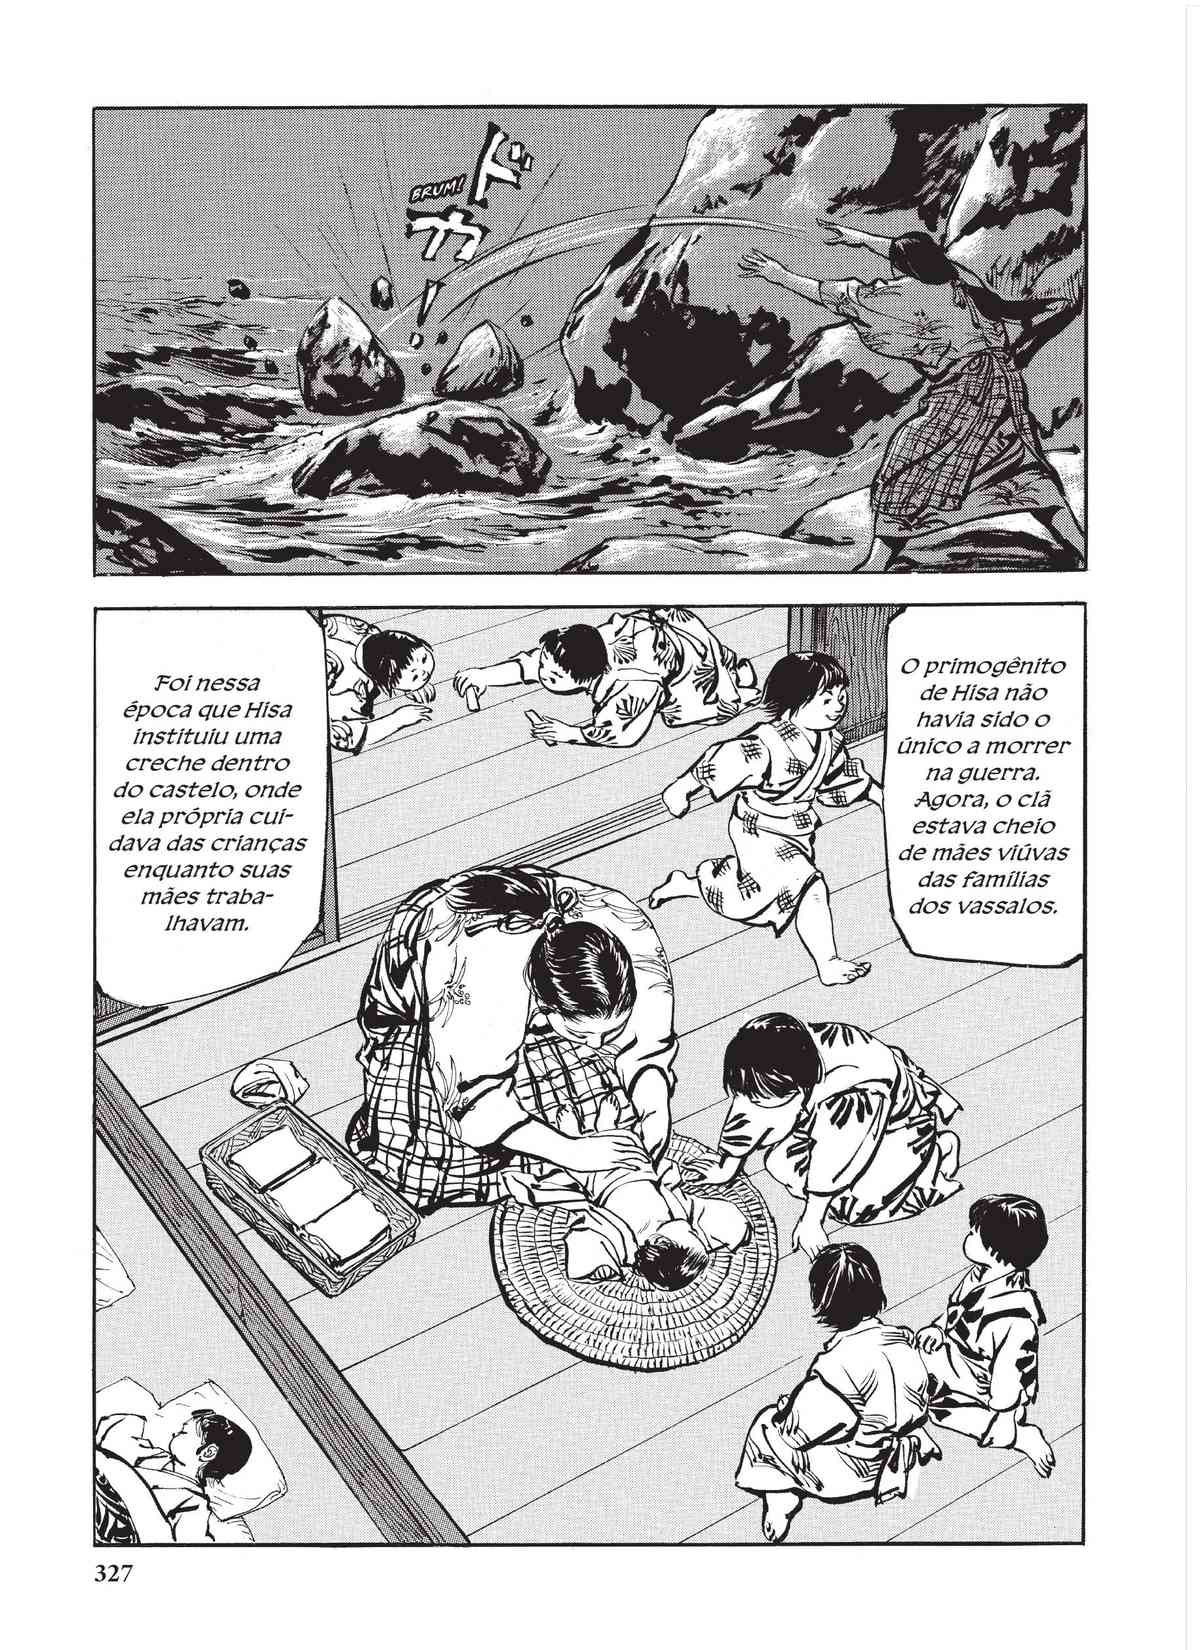 BRUM!
ドカーッ
O primogênito
de Hisa não
havia sido o
único a morrer
na guerra.
Agora, o clã
estava cheio
de mães viúvas
das famílias
dos vassalos.
Foi nessa
época que Hisa
instituiu uma
creche dentro
do castelo, onde
ela própria cui-
dava das crianças
enquanto suas
mães traba-
lhavam.
327